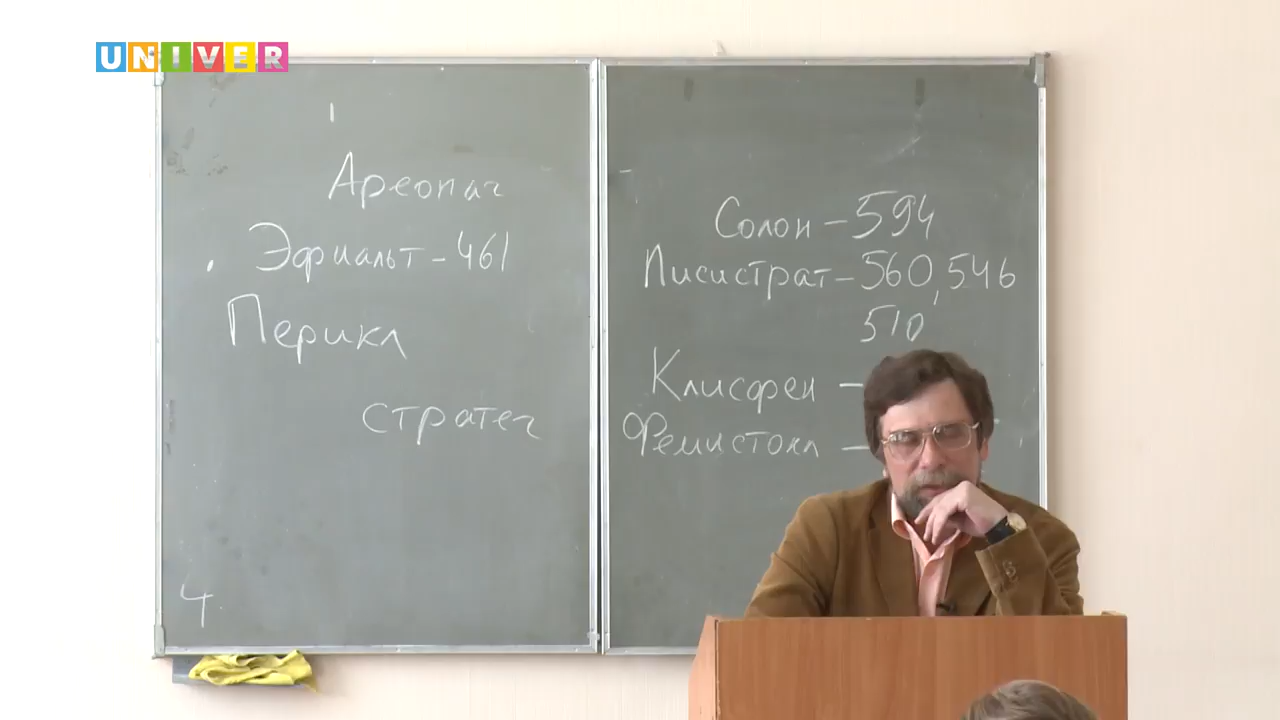 UNIVER
Ареопаг
Эфиальт - 461
Перикл
стратег
4
Солон - 594
Писистрат - 560, 546
510
Клисфен -
Фемистокл -